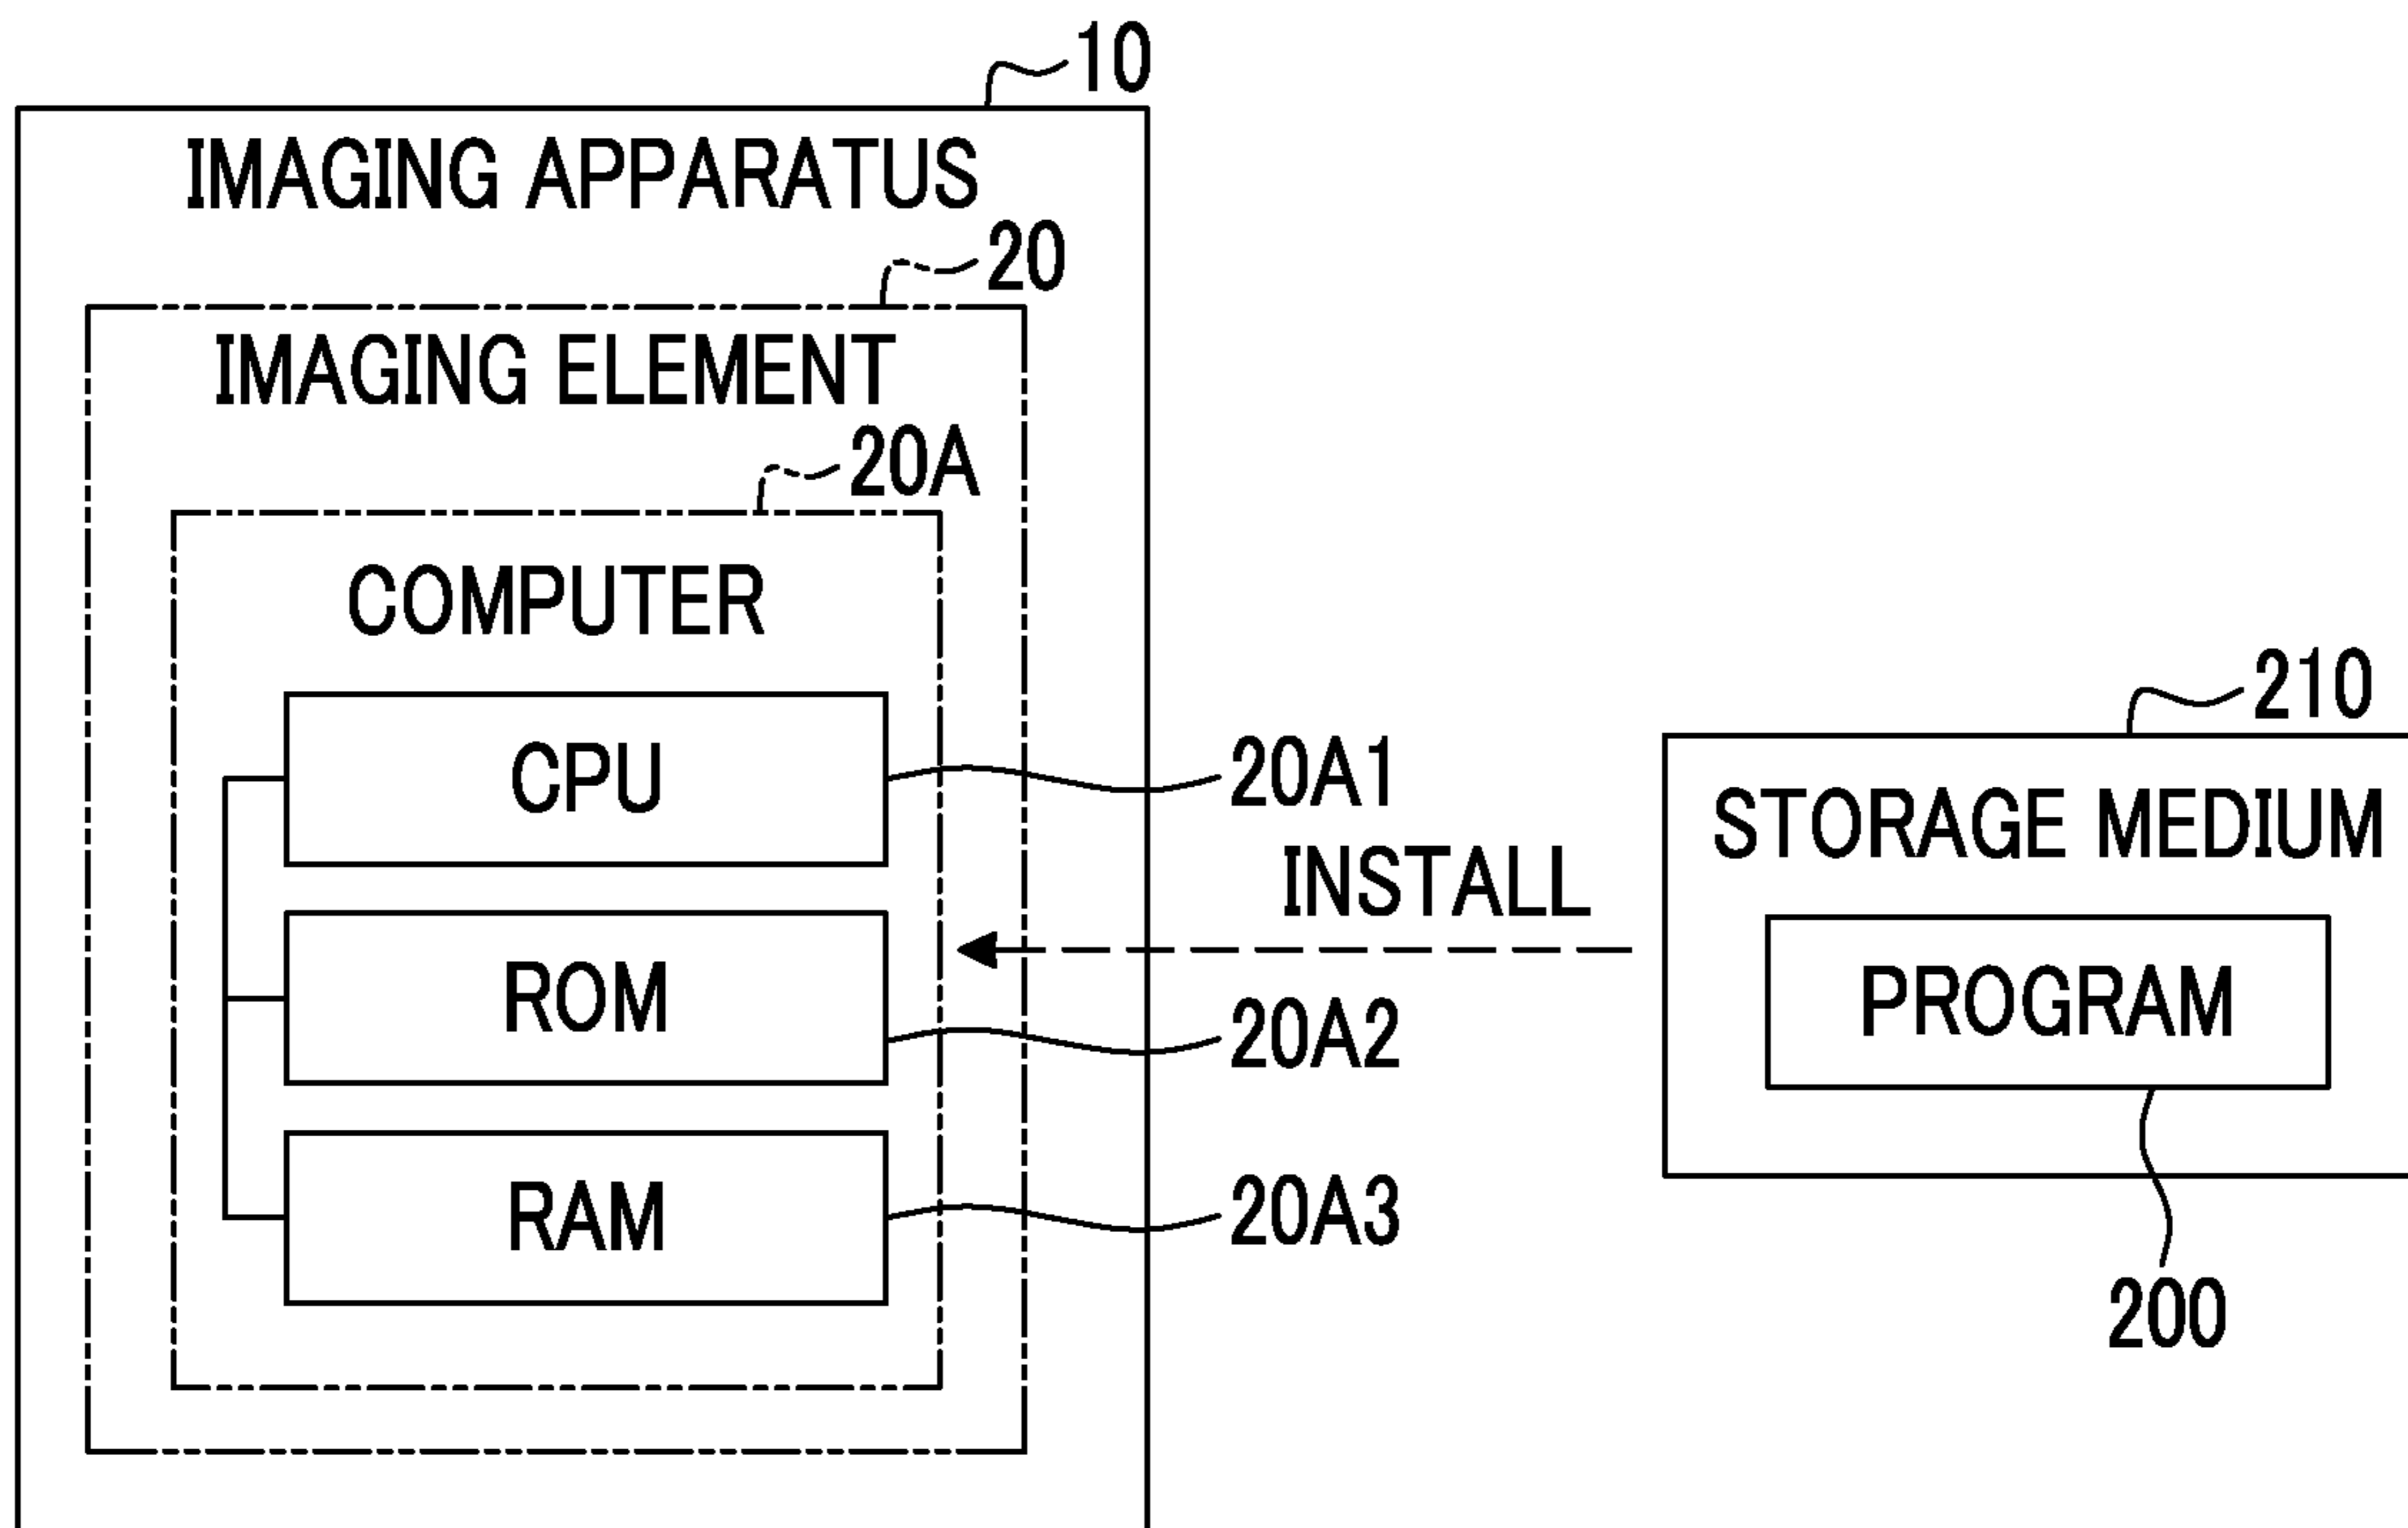 10
IMAGING APPARATUS
20
IMAGING ELEMENT
20A
COMPUTER
CPU
20A1
ROM
20A2
RAM
20A3
INSTALL
210
STORAGE MEDIUM
PROGRAM
200